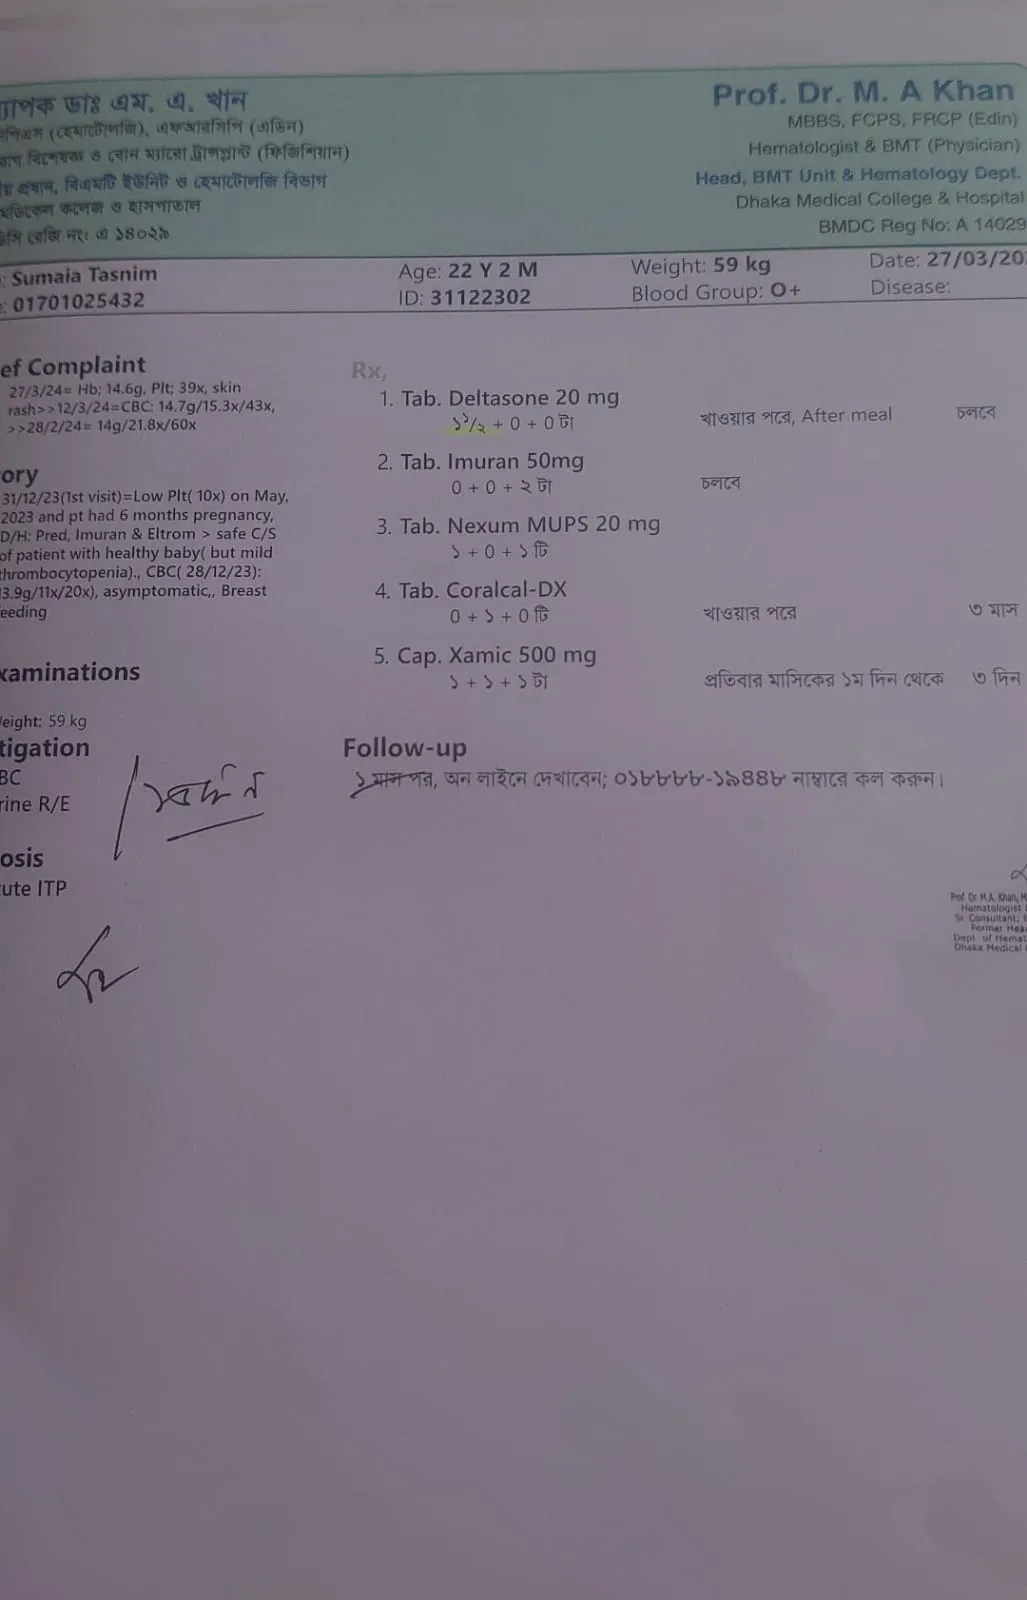 ডাঃ এম. এ. খান
(হেমাটোলজি), এফআরসিপি (এডিন)
বিশেষজ্ঞ ও বোন ম্যারো ট্রান্সপ্লান্ট (ফিজিশিয়ান)
প্রধান, বিএমটি ইউনিট ও হেমাটোলজি বিভাগ
কলেজ ও হাসপাতাল
রেজি নং: এ ১৪০২৯
Prof. Dr. M. A Khan
MBBS, FCPS, FRCP (Edin)
Hematologist & BMT (Physician)
Head, BMT Unit & Hematology Dept.
Dhaka Medical College & Hospital
BMDC Reg No: A 14029
Sumaia Tasnim Age: 22 Y 2 M Weight: 59 kg Date: 27/03/20
01701025432 ID: 31122302 Blood Group: O+ Disease:
ef Complaint
27/3/24= Hb; 14.6g, Plt; 39x, skin
rash>>12/3/24=CBC: 14.7g/15.3x/43x,
>>28/2/24= 14g/21.8x/60x
ory
31/12/23(1st visit)=Low Plt( 10x) on May,
2023 and pt had 6 months pregnancy,
D/H: Pred, Imuran & Eltrom > safe C/S
of patient with healthy baby( but mild
thrombocytopenia)., CBC( 28/12/23):
3.9g/11x/20x), asymptomatic,, Breast
eeding
xaminations
eight: 59 kg
tigation
BC
rine R/E
osis
ute ITP
Rx,
1. Tab. Deltasone 20 mg
১১/২ + 0 + 0 টা খাওয়ার পরে, After meal চলবে
2. Tab. Imuran 50mg
0 + 0 + ২ টা চলবে
3. Tab. Nexum MUPS 20 mg
১ + 0 + ১ টি
4. Tab. Coralcal-DX
0 + ১ + 0 টি খাওয়ার পরে ৩ মাস
5. Cap. Xamic 500 mg
১ + ১ + ১ টা প্রতিবার মাসিকের ১ম দিন থেকে ৩ দিন
Follow-up
১ মাস পর, অন লাইনে দেখাবেন; ০১৮৮৮৮-১৯৪৪৮ নাম্বারে কল করুন।
Prof. Dr. M.A. Khan, M
Hematologist
Sr. Consultant;
Former Hea
Dept. of Hemat
Dhaka Medical